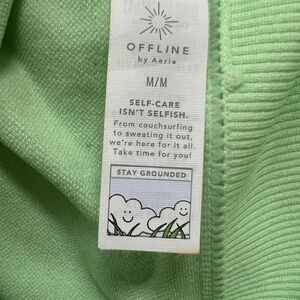 OFFLINE
by Aerie
M/M
SELF-CARE
ISN'T SELFISH.
From couchsurfing
to sweating it out,
we're here for it all.
Take time for you!
STAY GROUNDED